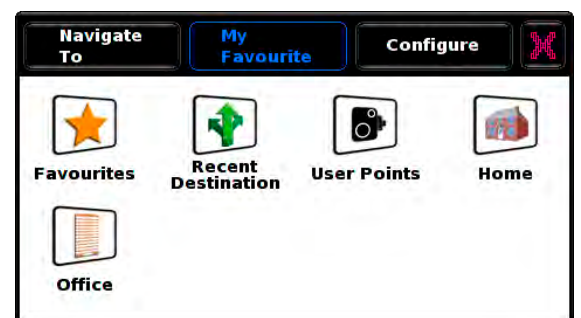 Navigate
To
My
Favourite
Configure
Favourites
Recent
Destination
User Points
Home
Office